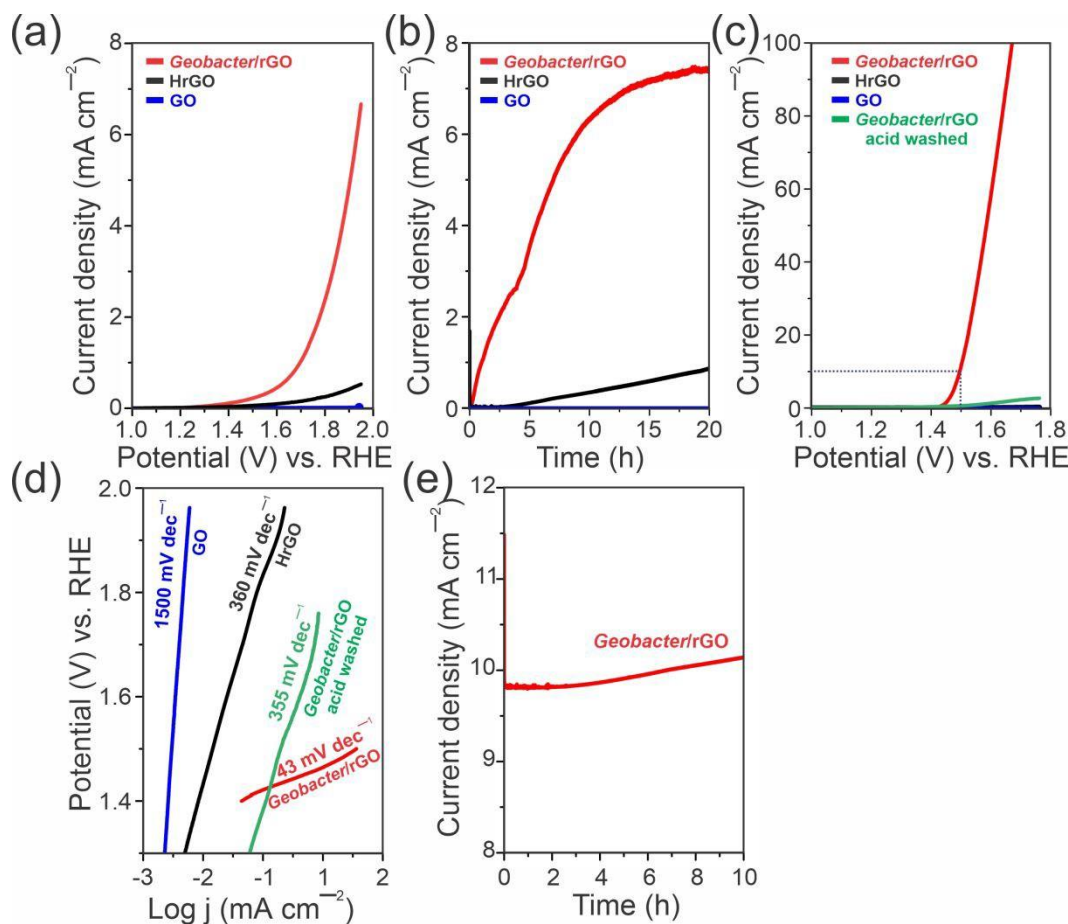 (a)
8
6
4
2
0
Current density (mA cm⁻²)
Geobacter/rGO
HrGO
GO
1.0 1.2 1.4 1.6 1.8 2.0
Potential (V) vs. RHE
(b)
8
6
4
2
0
Current density (mA cm⁻²)
Geobacter/rGO
HrGO
GO
0 5 10 15 20
Time (h)
(c)
100
80
60
40
20
0
Current density (mA cm⁻²)
Geobacter/rGO
HrGO
GO
Geobacter/rGO
acid washed
1.0 1.2 1.4 1.6 1.8
Potential (V) vs. RHE
(d)
2.0
1.8
1.6
1.4
Potential (V) vs. RHE
1500 mV dec⁻¹
GO
360 mV dec⁻¹
HrGO
355 mV dec⁻¹
Geobacter/rGO
acid washed
43 mV dec⁻¹
Geobacter/rGO
-3 -2 -1 1 2
Log j (mA cm⁻²)
(e)
12
11
10
9
8
Current density (mA cm⁻²)
Geobacter/rGO
0 2 4 6 8 10
Time (h)